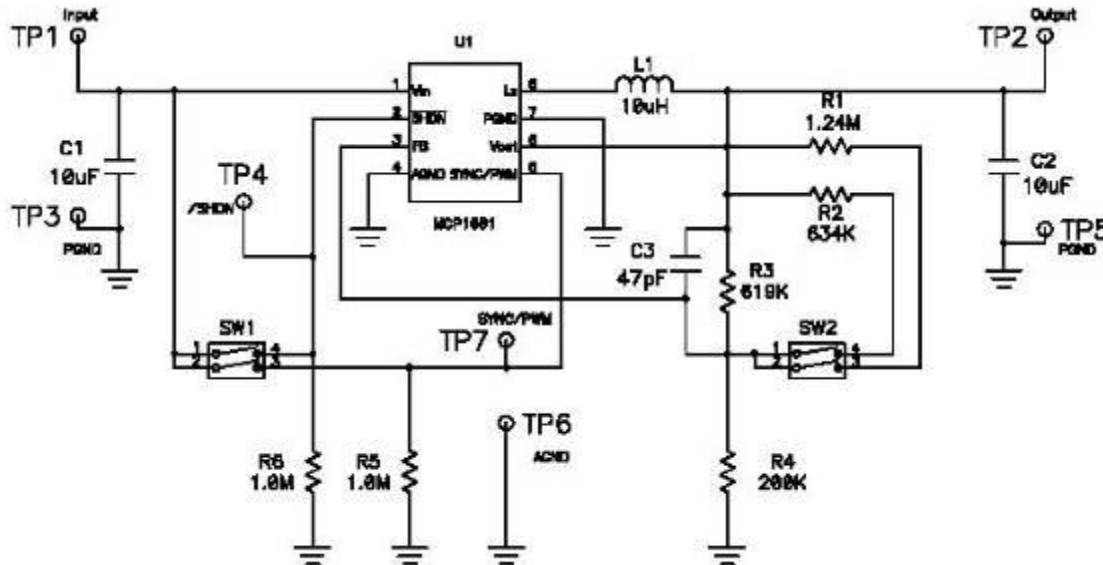 Input
TP1
Output
TP2
U1
1 Vin
Lx 8
2 SHDN
PGND 7
3 FB
Vout 6
4 AGND SYNC/PWM 5
MCP1601
L1
10uH
R1
1.24M
R2
634K
C1
10uF
TP3
PGND
TP4
/SHDN
C2
10uF
TP5
PGND
C3
47pF
R3
619K
SW1
1
2
4
3
SYNC/PWM
TP7
SW2
1
2
4
3
TP6
AGND
R6
1.0M
R5
1.0M
R4
200K